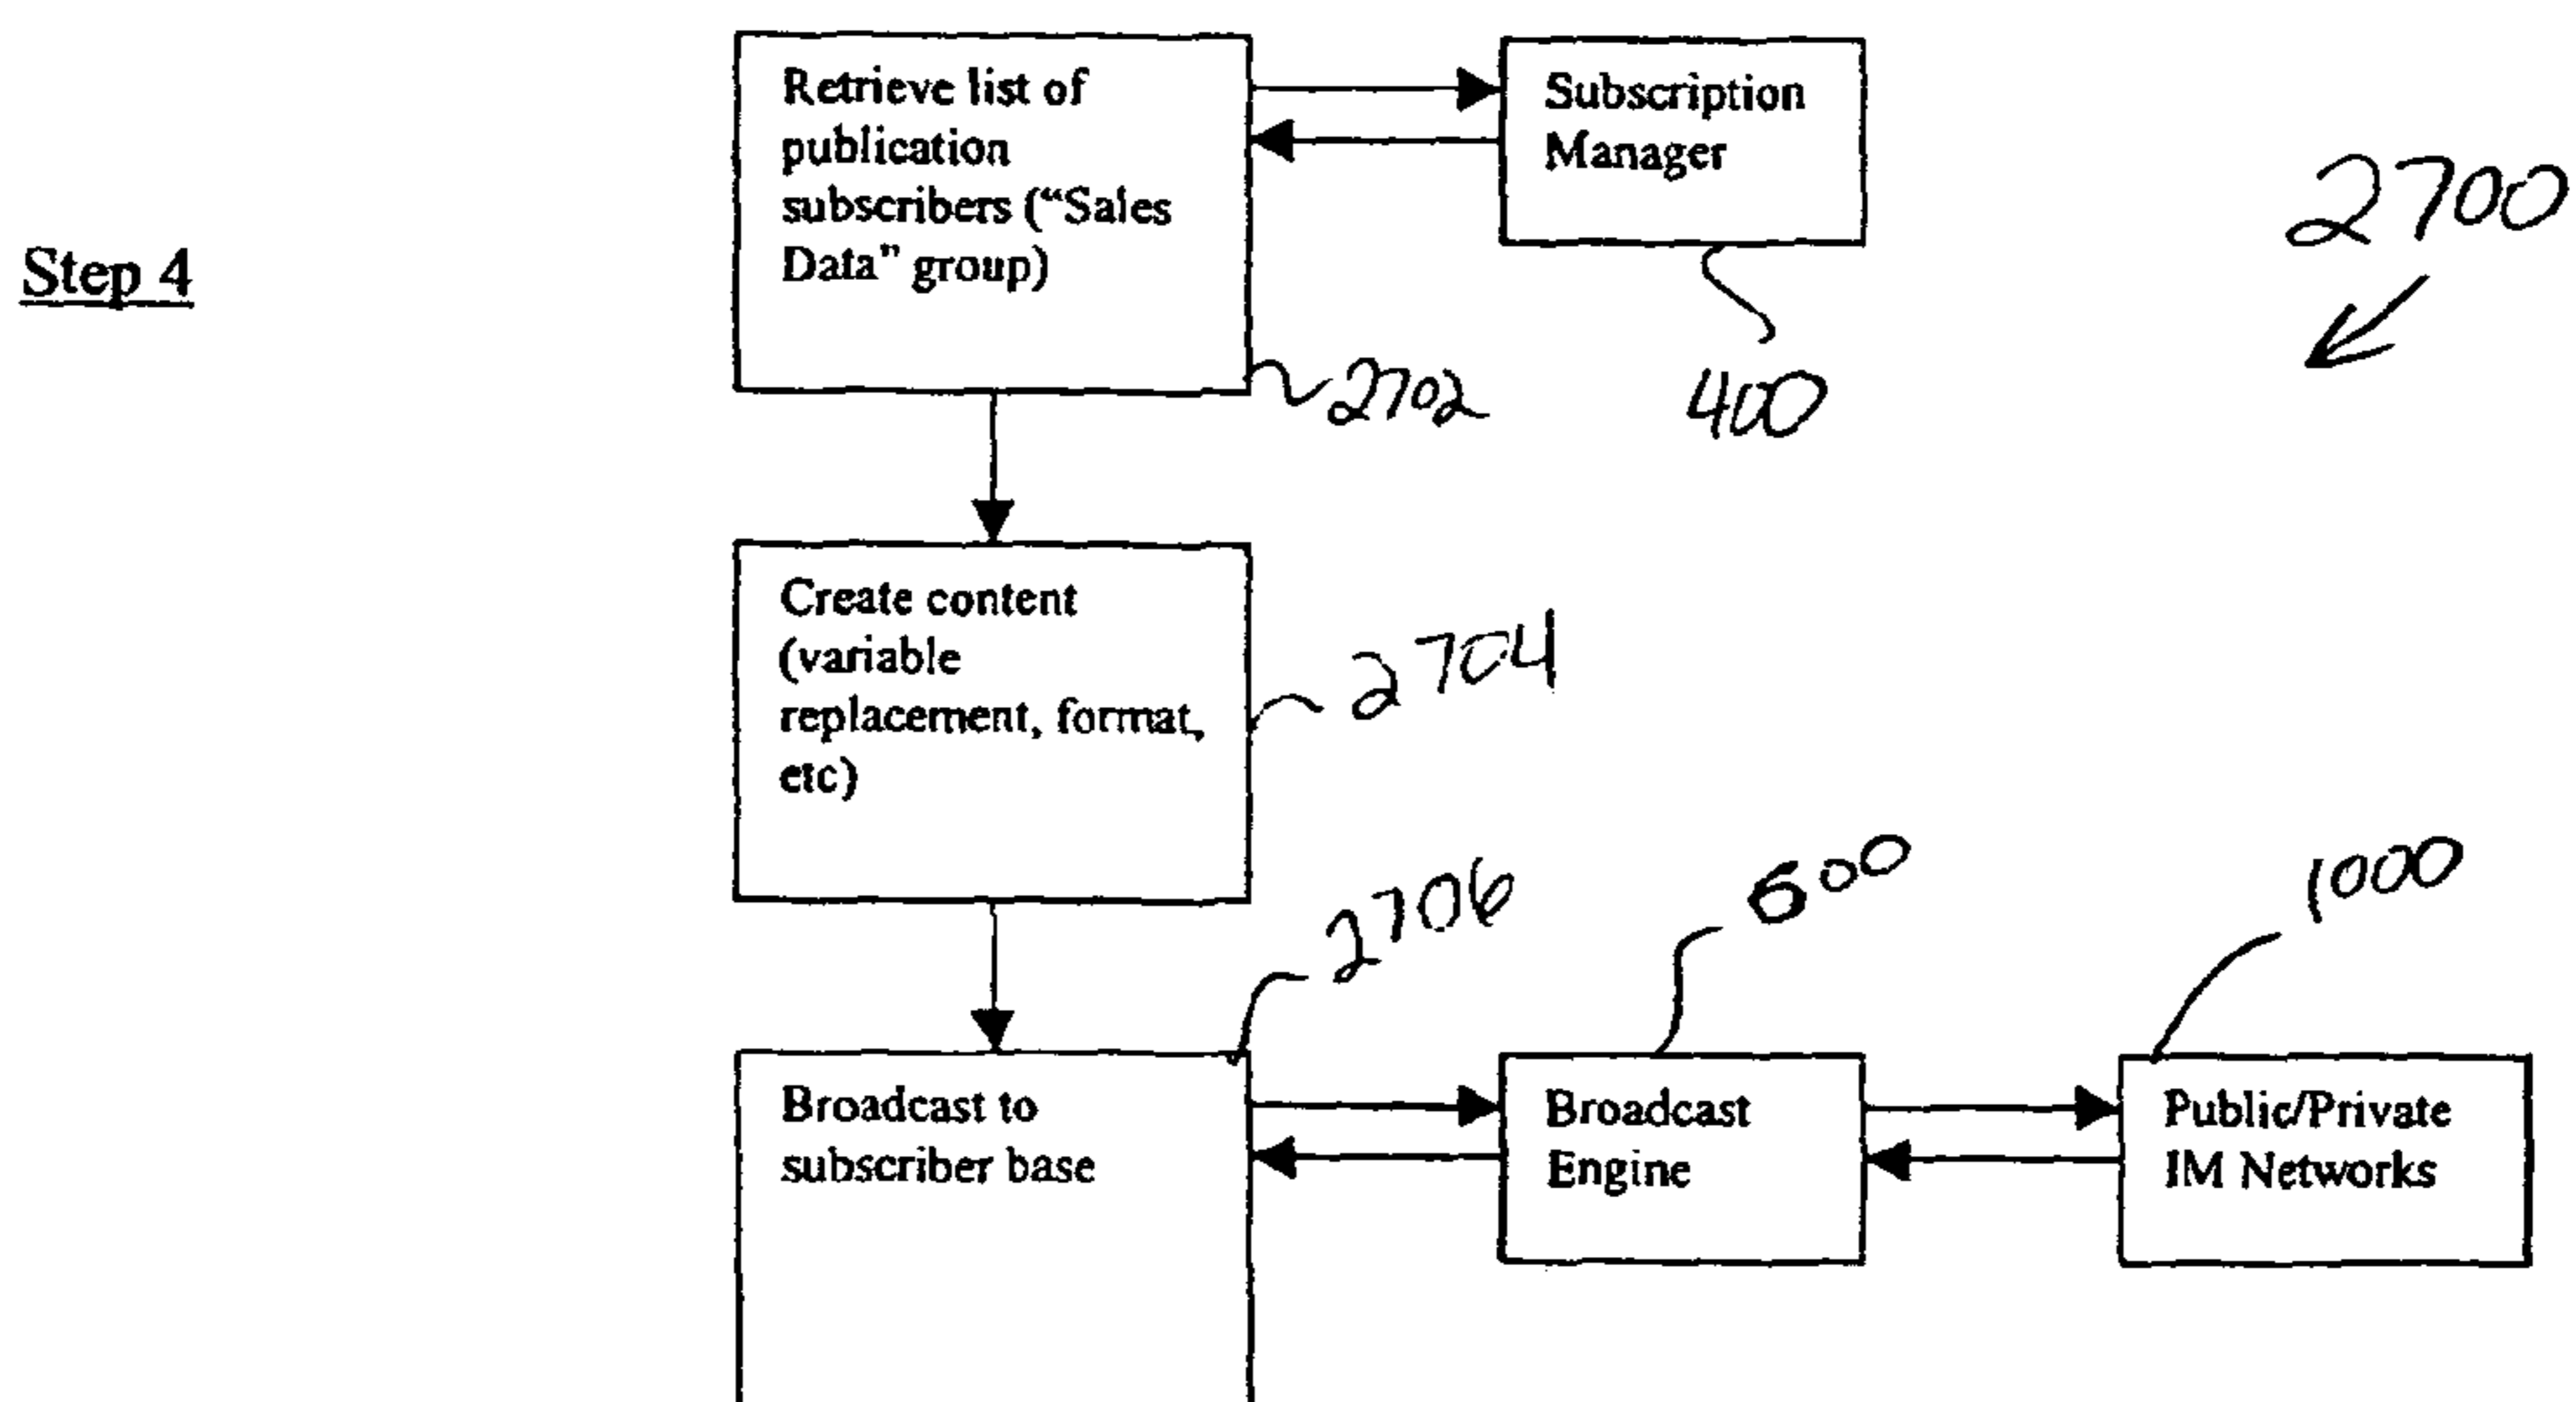 Retrieve list of
publication
subscribers (“Sales
Data” group)
Subscription
Manager
2700
Step 4
2702
400
Create content
(variable
replacement, format,
etc)
2704
2706
600
1000
Broadcast to
subscriber base
Broadcast
Engine
Public/Private
IM Networks